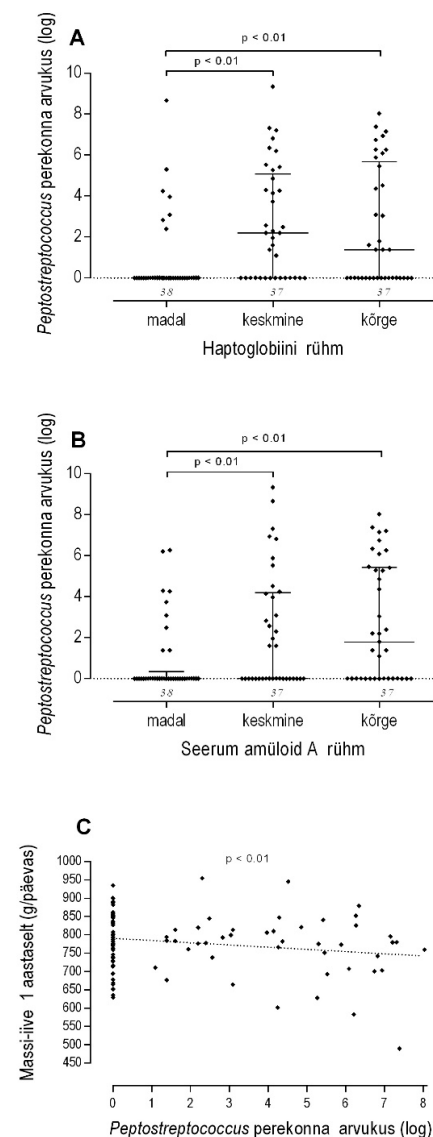 A
p < 0.01
p < 0.01
Peptostreptococcus perekonna arvukus (log)
10
8
6
4
2
0
38 37 37
madal keskmine kõrge
Haptoglobiini rühm
B
p < 0.01
p < 0.01
Peptostreptococcus perekonna arvukus (log)
10
8
6
4
2
0
38 37 37
madal keskmine kõrge
Seerum amüloid A rühm
C
p < 0.01
Massi-iive 1 aastaselt (g/päevas)
1000
950
900
850
800
750
700
650
600
550
500
450
0 1 2 3 4 5 6 7 8
Peptostreptococcus perekonna arvukus (log)